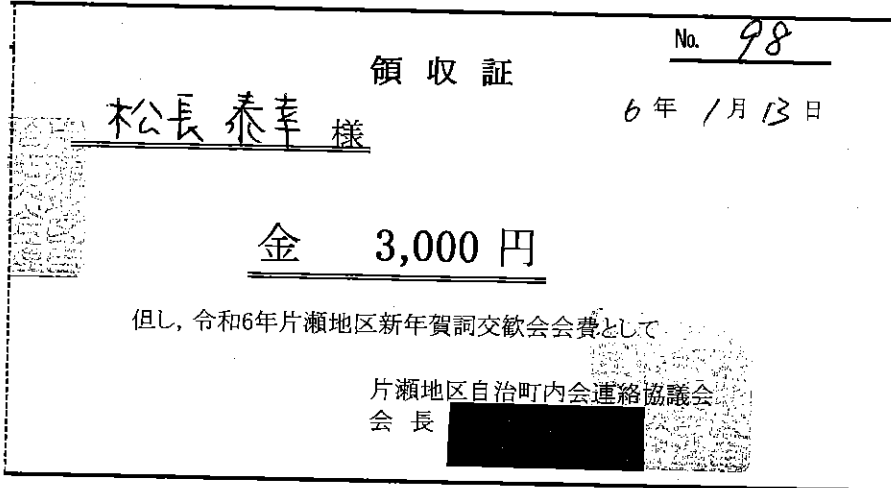 No. 98
領収証
6年 1月 13日
松長泰幸 様
金 3,000 円
但し, 令和6年片瀬地区新年賀詞交歓会会費として
片瀬地区自治町内会連絡協議会
会 長